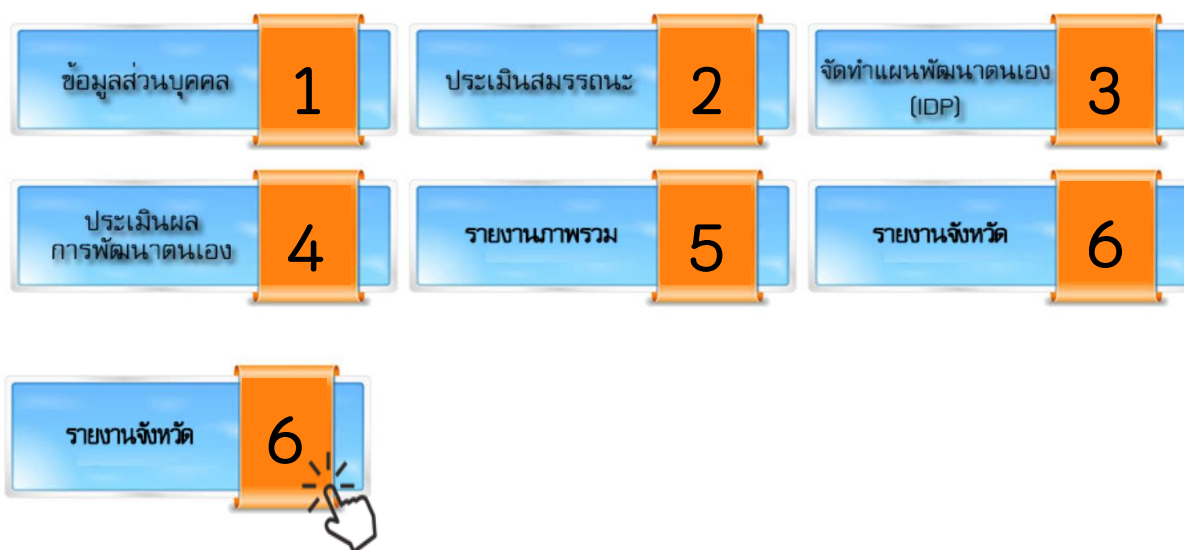 ข้อมูลส่วนบุคคล 1
ประเมินสมรรถนะ 2
จัดทำแผนพัฒนาตนเอง
(IDP) 3
ประเมินผล
การพัฒนาตนเอง 4
รายงานภาพรวม 5
รายงานจังหวัด 6
รายงานจังหวัด 6